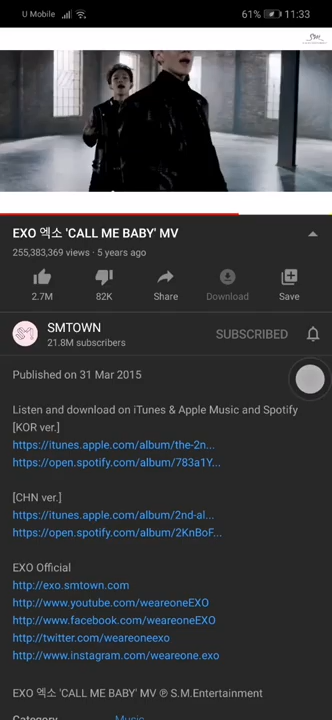 U Mobile
61%
11:33
SM
EXO 엑소 'CALL ME BABY' MV
255,383,369 views · 5 years ago
2.7M
82K
Share
Download
Save
SMTOWN
21.8M subscribers
SUBSCRIBED
Published on 31 Mar 2015
Listen and download on iTunes & Apple Music and Spotify
[KOR ver.]
https://itunes.apple.com/album/the-2n...
https://open.spotify.com/album/783a1Y...
[CHN ver.]
https://itunes.apple.com/album/2nd-al...
https://open.spotify.com/album/2KnBoF...
EXO Official
http://exo.smtown.com
http://www.youtube.com/weareoneEXO
http://www.facebook.com/weareoneEXO
http://twitter.com/weareoneexo
http://www.instagram.com/weareone.exo
EXO 엑소 'CALL ME BABY' MV ℗ S.M.Entertainment
Category
Music